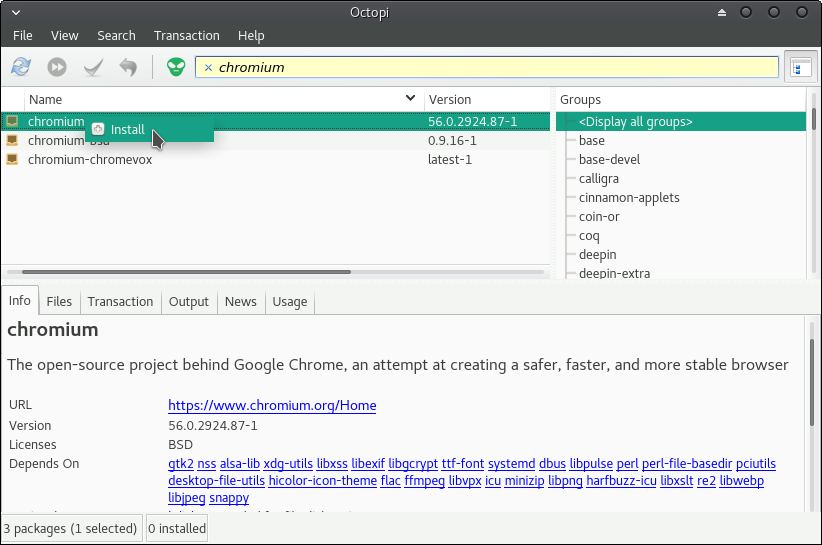 Octopi
File View Search Transaction Help
chromium
Name Version Groups
chromium 56.0.2924.87-1 <Display all groups>
Install
chromium-bsu 0.9.16-1 base
chromium-chromevox latest-1 base-devel
calligra
cinnamon-applets
coin-or
coq
deepin
deepin-extra
Info Files Transaction Output News Usage
chromium
The open-source project behind Google Chrome, an attempt at creating a safer, faster, and more stable browser
URL https://www.chromium.org/Home
Version 56.0.2924.87-1
Licenses BSD
Depends On gtk2 nss alsa-lib xdg-utils libxss libexif libgcrypt ttf-font systemd dbus libpulse perl perl-file-basedir pciutils
desktop-file-utils hicolor-icon-theme flac ffmpeg libvpx icu minizip libpng harfbuzz-icu libxslt re2 libwebp
libjpeg snappy
3 packages (1 selected) 0 installed